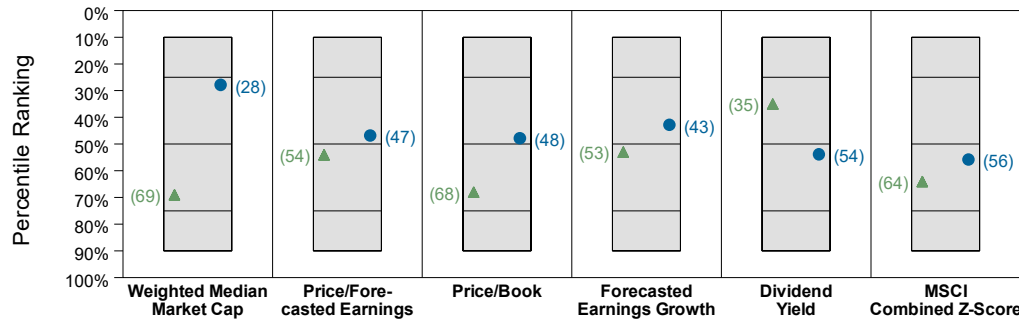 Percentile Ranking
0%
10%
20%
30%
40%
50%
60%
70%
80%
90%
100%
(69)
(28)
(54)
(47)
(68)
(48)
(53)
(43)
(35)
(54)
(64)
(56)
Weighted Median
Market Cap
Price/Fore-
casted Earnings
Price/Book
Forecasted
Earnings Growth
Dividend
Yield
MSCI
Combined Z-Score